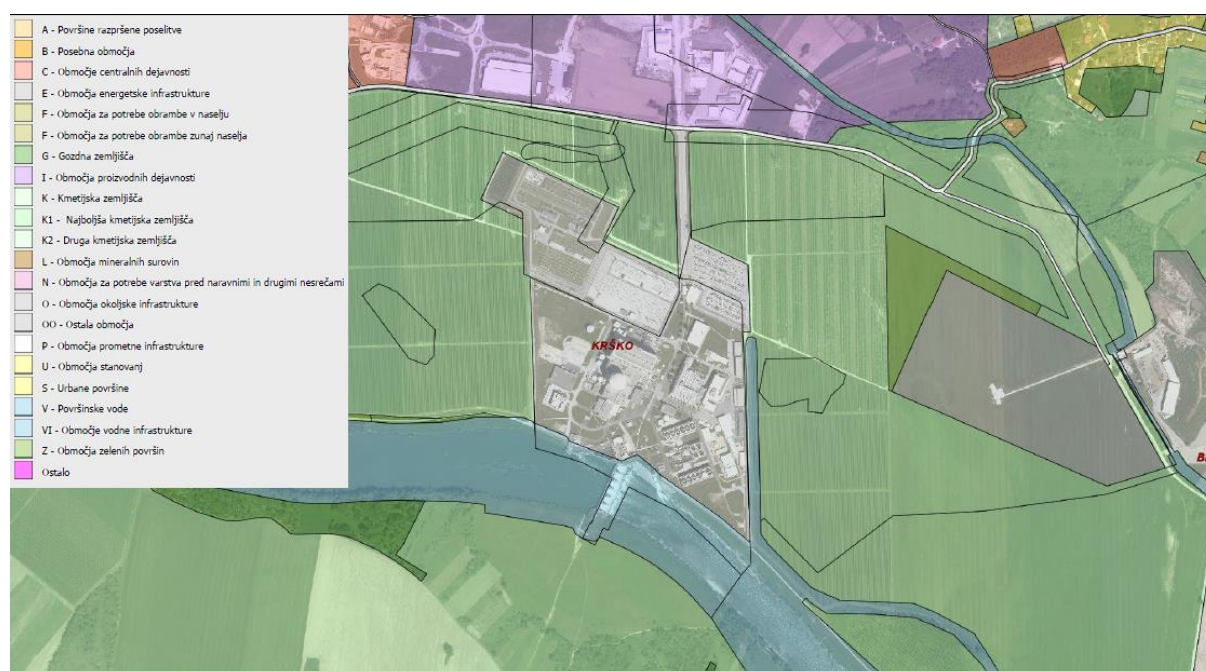 A - Površine razpršene poselitve
B - Posebna območja
C - Območje centralnih dejavnosti
E - Območja energetske infrastrukture
F - Območja za potrebe obrambe v naselju
F - Območja za potrebe obrambe zunaj naselja
G - Gozdna zemljišča
I - Območja proizvodnih dejavnosti
K - Kmetijska zemljišča
K1 - Najboljša kmetijska zemljišča
K2 - Druga kmetijska zemljišča
L - Območja mineralnih surovin
N - Območja za potrebe varstva pred naravnimi in drugimi nesrečami
O - Območja okoljske infrastrukture
OO - Ostala območja
P - Območja prometne infrastrukture
U - Območja stanovanj
S - Urbane površine
V - Površinske vode
VI - Območje vodne infrastrukture
Z - Območja zelenih površin
Ostalo
KRŠKO